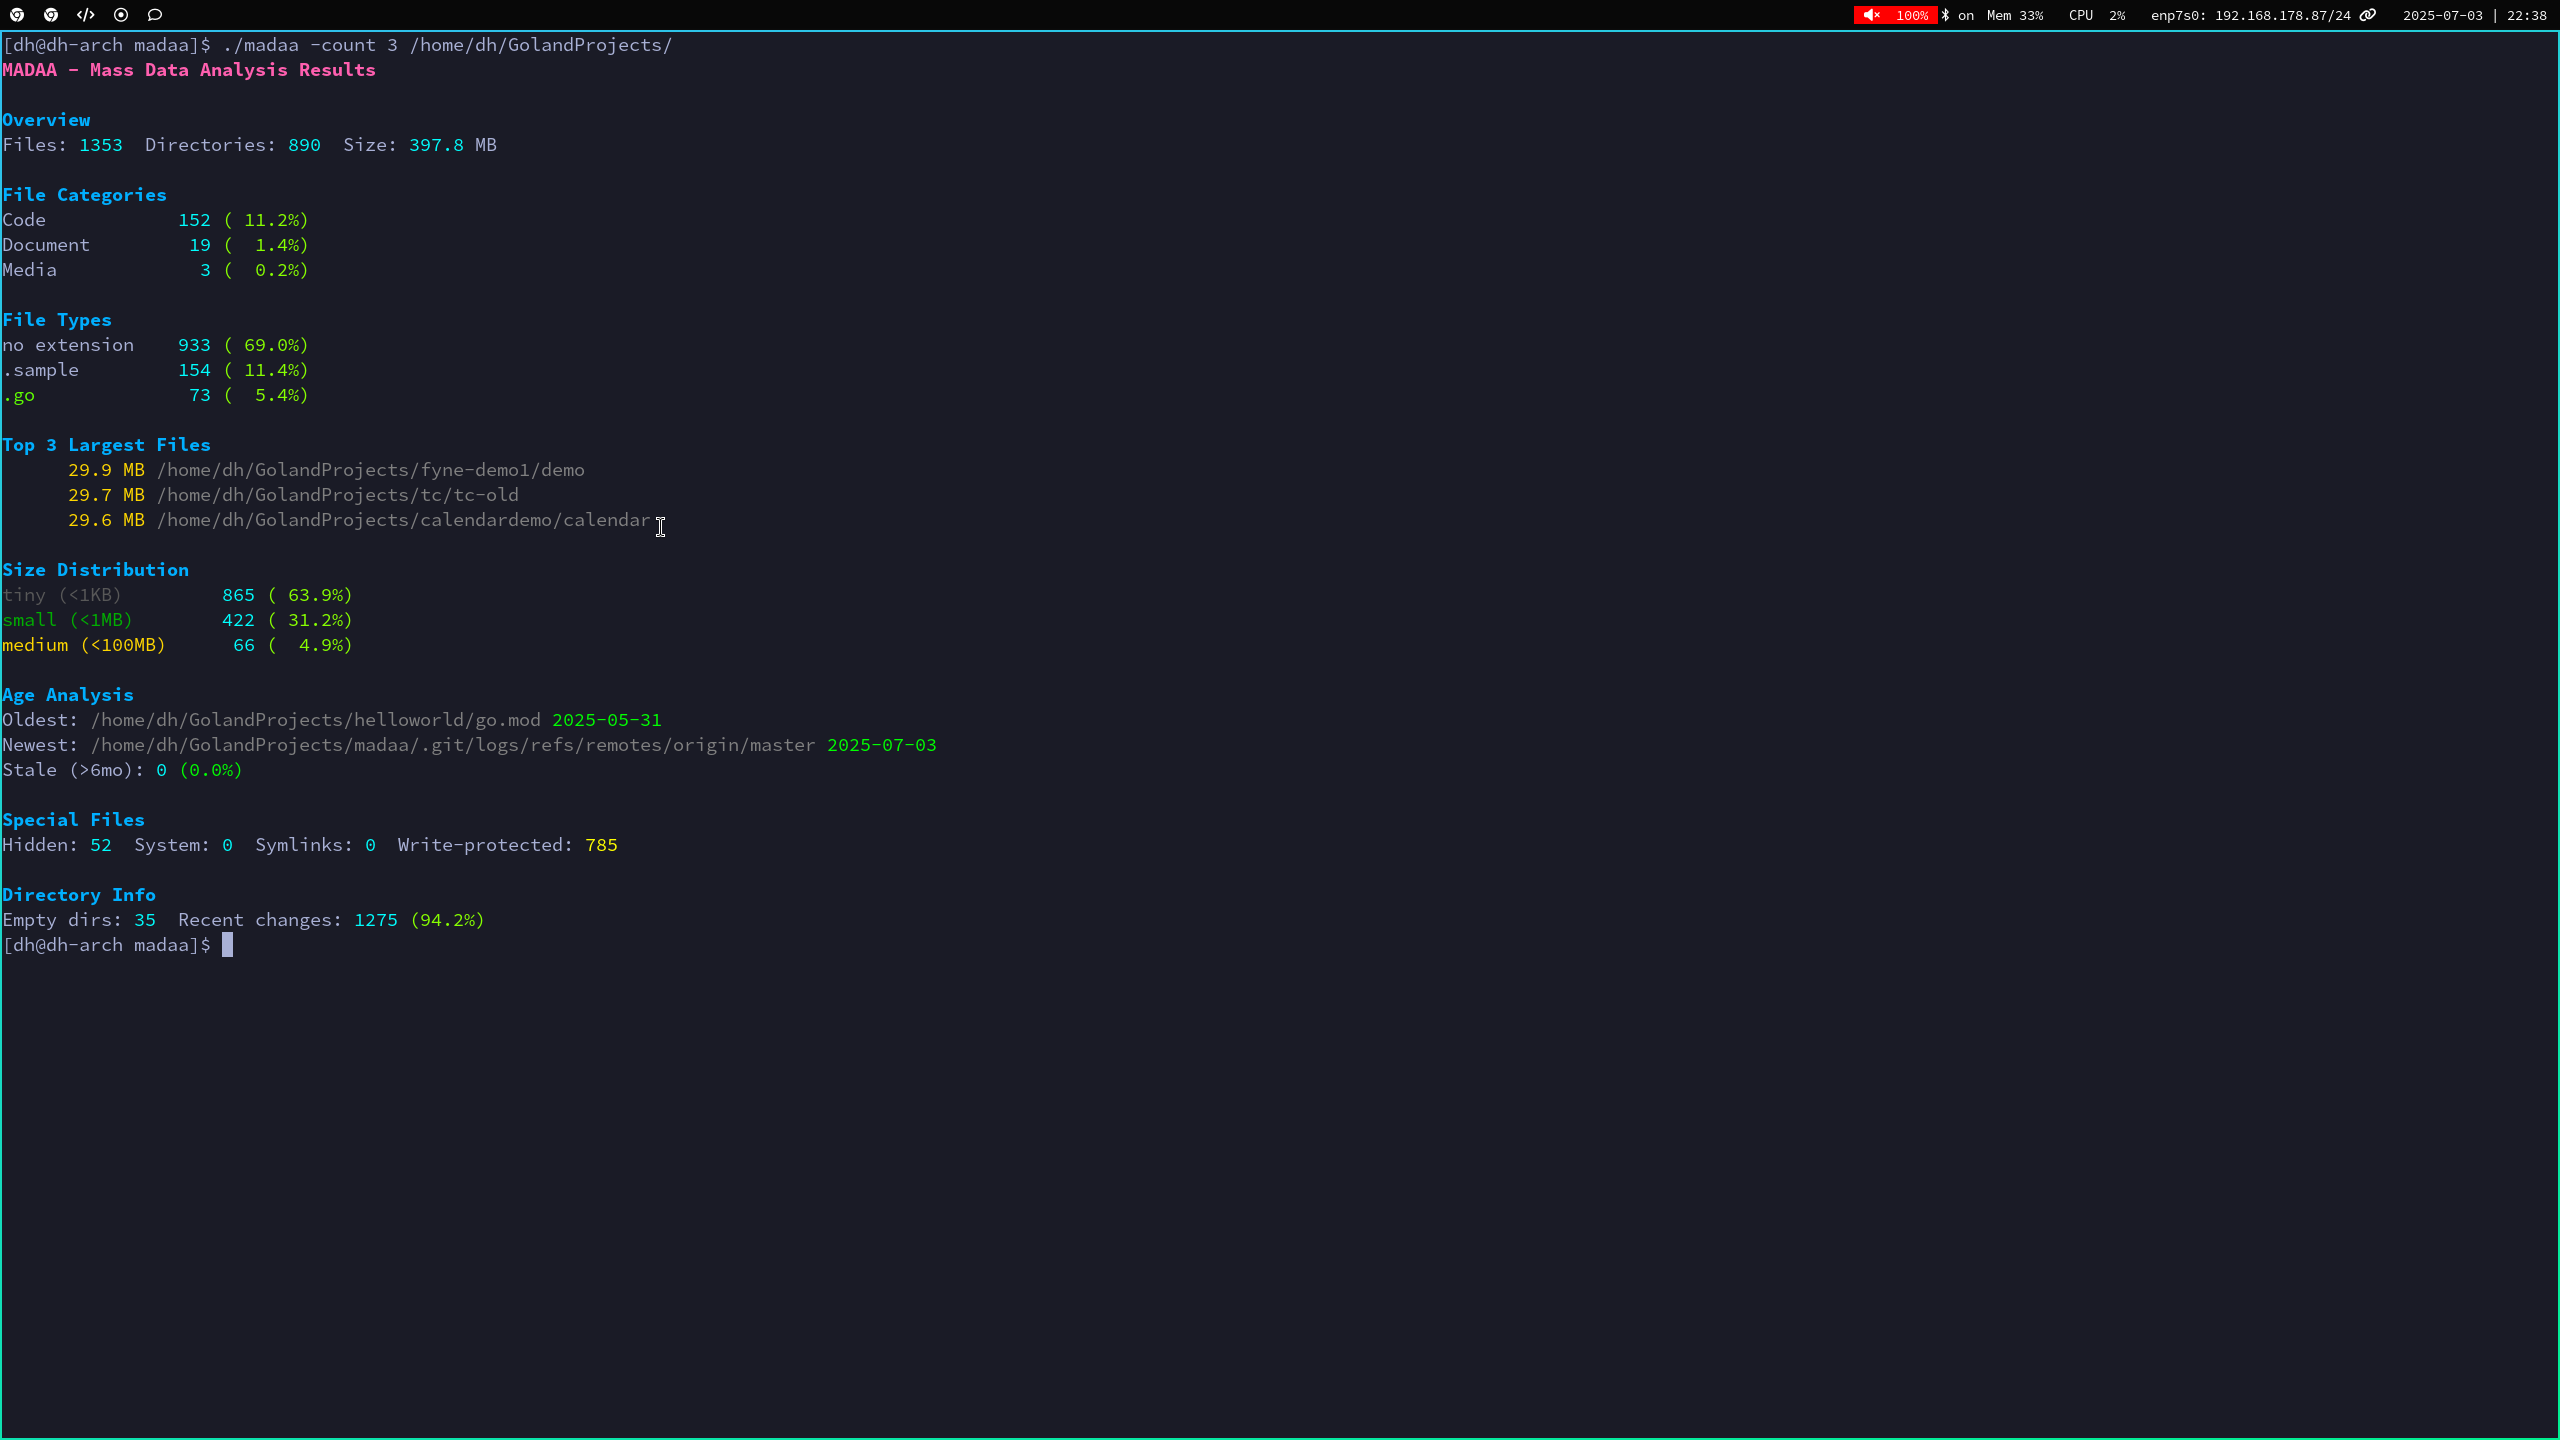 100% on Mem 33% CPU 2% enp7s0: 192.168.178.87/24 2025-07-03 | 22:38
[dh@dh-arch madaa]$ ./madaa -count 3 /home/dh/GolandProjects/
MADAA - Mass Data Analysis Results
Overview
Files: 1353  Directories: 890  Size: 397.8 MB
File Categories
Code            152 ( 11.2%)
Document         19 (  1.4%)
Media             3 (  0.2%)
File Types
no extension    933 ( 69.0%)
.sample         154 ( 11.4%)
.go              73 (  5.4%)
Top 3 Largest Files
      29.9 MB /home/dh/GolandProjects/fyne-demo1/demo
      29.7 MB /home/dh/GolandProjects/tc/tc-old
      29.6 MB /home/dh/GolandProjects/calendardemo/calendar
Size Distribution
tiny (<1KB)         865 ( 63.9%)
small (<1MB)        422 ( 31.2%)
medium (<100MB)      66 (  4.9%)
Age Analysis
Oldest: /home/dh/GolandProjects/helloworld/go.mod 2025-05-31
Newest: /home/dh/GolandProjects/madaa/.git/logs/refs/remotes/origin/master 2025-07-03
Stale (>6mo): 0 (0.0%)
Special Files
Hidden: 52  System: 0  Symlinks: 0  Write-protected: 785
Directory Info
Empty dirs: 35  Recent changes: 1275 (94.2%)
[dh@dh-arch madaa]$